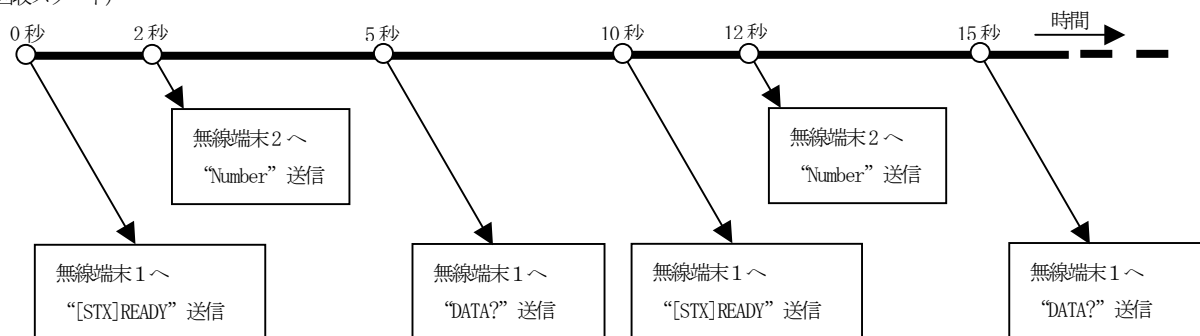 0秒 2秒 5秒 10秒 12秒 15秒 時間
無線端末2へ
“Number”送信
無線端末2へ
“Number”送信
無線端末1へ
“[STX]READY”送信
無線端末1へ
“DATA?”送信
無線端末1へ
“[STX]READY”送信
無線端末1へ
“DATA?”送信